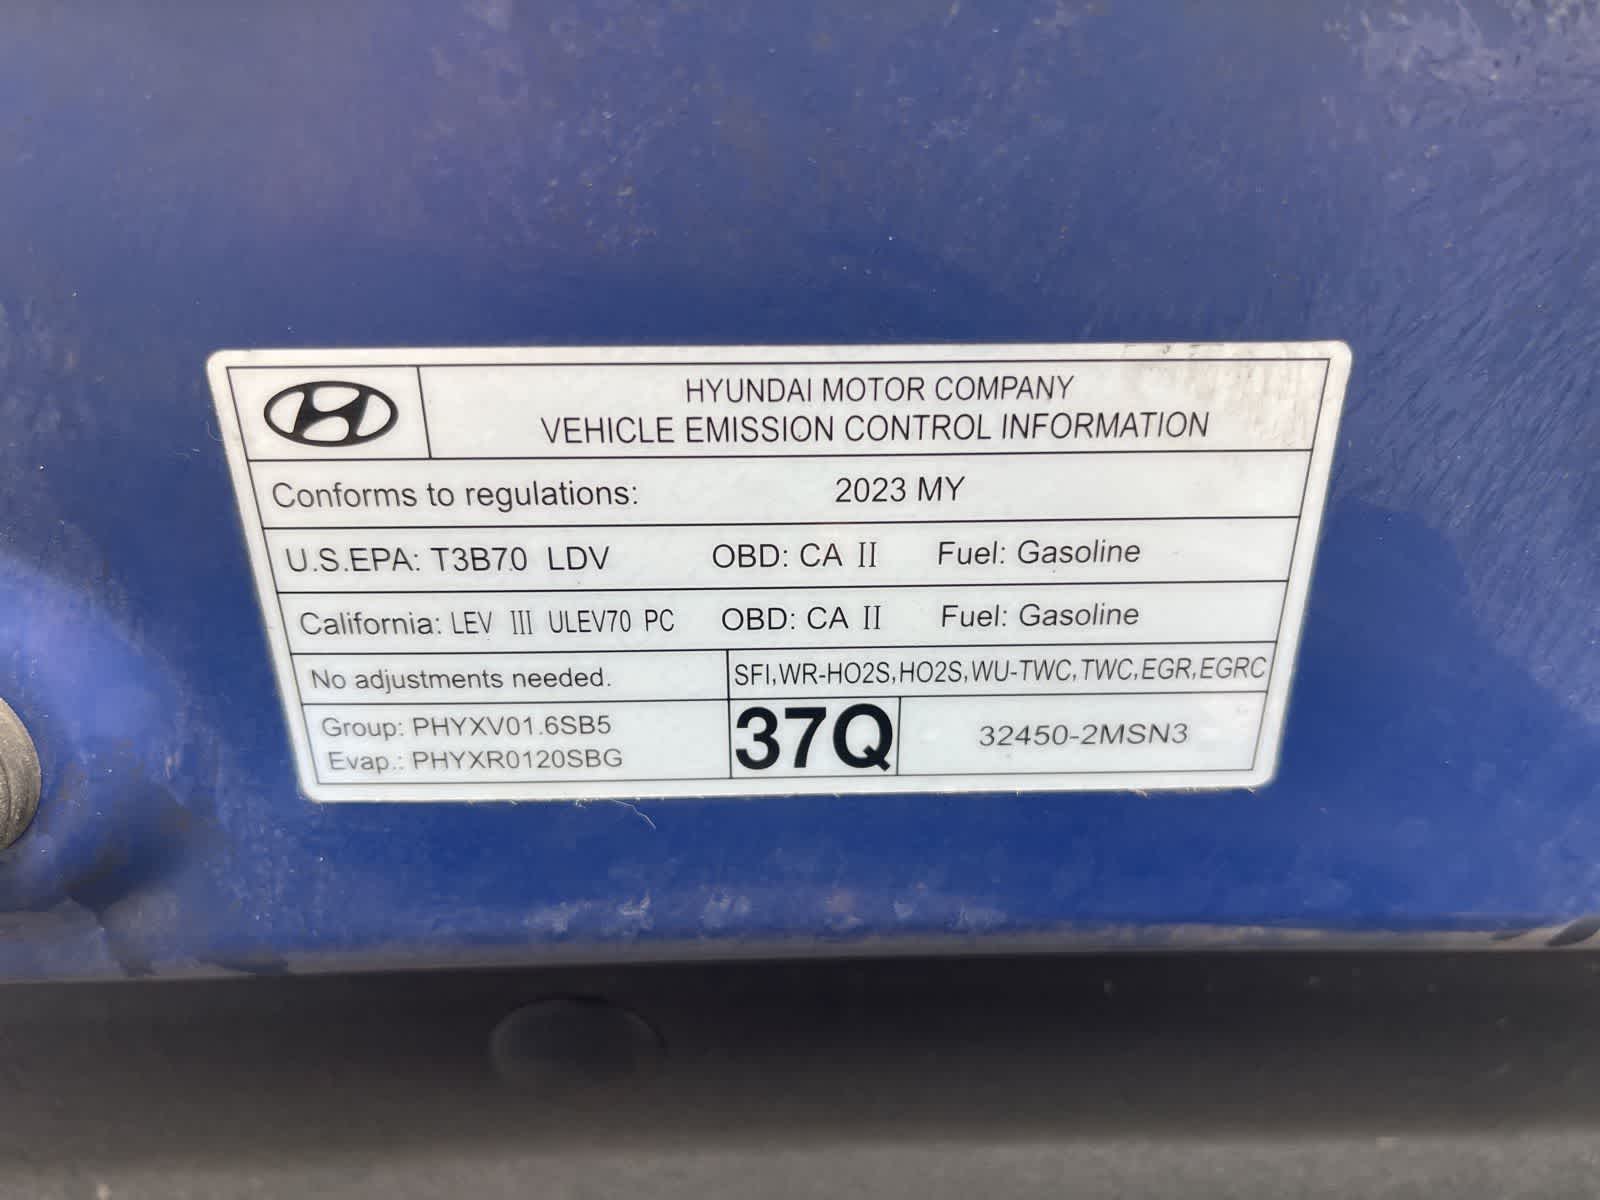 HYUNDAI MOTOR COMPANY
VEHICLE EMISSION CONTROL INFORMATION
Conforms to regulations: 2023 MY
U.S.EPA: T3B70 LDV OBD: CA II Fuel: Gasoline
California: LEV III ULEV70 PC OBD: CA II Fuel: Gasoline
No adjustments needed. SFI,WR-HO2S,HO2S,WU-TWC,TWC,EGR,EGRC
Group: PHYXV01.6SB5
Evap.: PHYXR0120SBG
37Q
32450-2MSN3